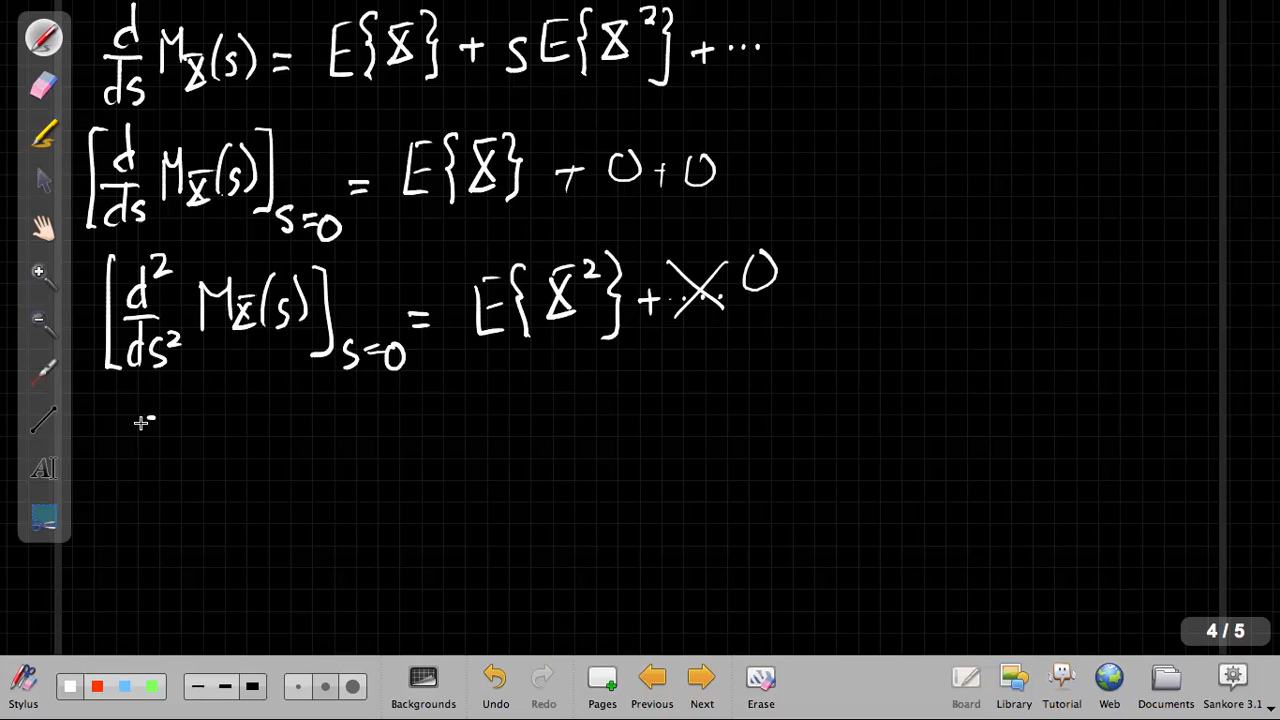 d/ds M_X(s) = E{X} + s E{X²} + ...
[d/ds M_X(s)]_{s=0} = E{X} + 0 + 0
[d²/ds² M_X(s)]_{s=0} = E{X²} + ... 0
4 / 5
Stylus
Backgrounds
Undo
Redo
Pages
Previous
Next
Erase
Board
Library
Tutorial
Web
Documents
Sankore 3.1